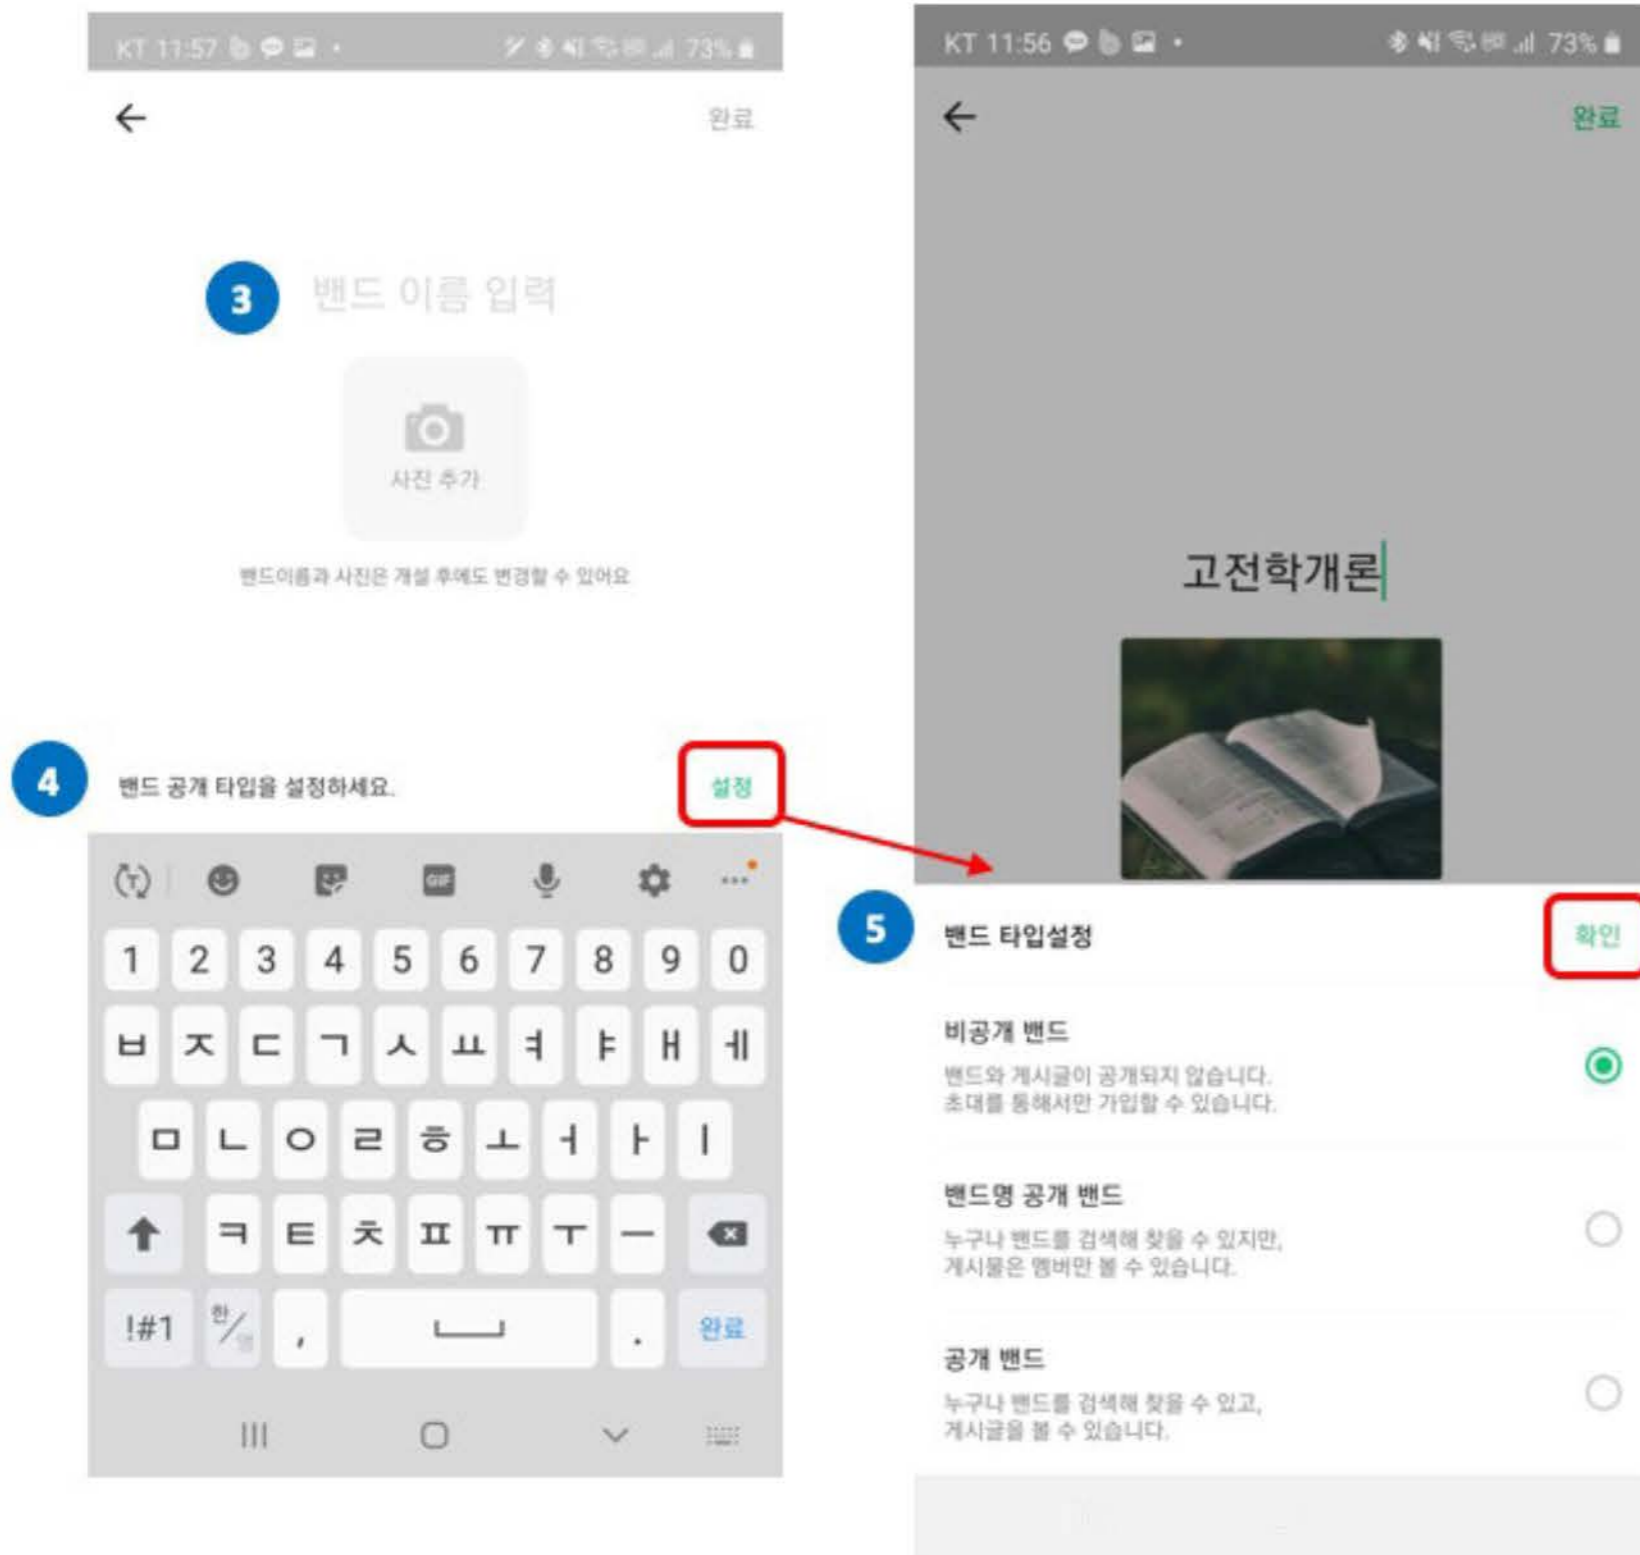 KT 11:57
73%
완료
3
밴드 이름 입력
사진 추가
밴드이름과 사진은 개설 후에도 변경할 수 있어요
4
밴드 공개 타입을 설정하세요.
설정
GIF
1 2 3 4 5 6 7 8 9 0
ㅂ ㅈ ㄷ ㄱ ㅅ ㅛ ㅕ ㅑ ㅐ ㅔ
ㅁ ㄴ ㅇ ㄹ ㅎ ㅗ ㅓ ㅏ ㅣ
ㅋ ㅌ ㅊ ㅍ ㅠ ㅜ ㅡ
!#1 한/영 , . 완료
KT 11:56
73%
완료
고전학개론
5
밴드 타입설정
확인
비공개 밴드
밴드와 게시글이 공개되지 않습니다.
초대를 통해서만 가입할 수 있습니다.
밴드명 공개 밴드
누구나 밴드를 검색해 찾을 수 있지만,
게시물은 멤버만 볼 수 있습니다.
공개 밴드
누구나 밴드를 검색해 찾을 수 있고,
게시글을 볼 수 있습니다.